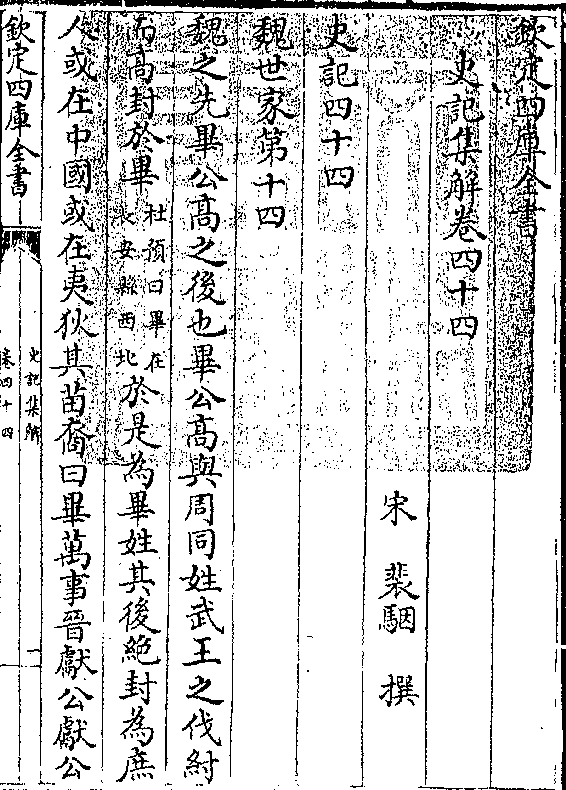 欽定四庫全書
史記集解卷四十四
宋 裴駰 撰
史記四十四
魏世家第十四
魏之先畢公高之後也畢公高與周同姓武王之伐紂
而高封於畢杜預曰畢在長安縣西北於是為畢姓其後絶封為庶
人或在中國或在夷狄其苗裔曰畢萬事晉獻公獻公
欽定四庫全書
史記集解
卷四十四
一